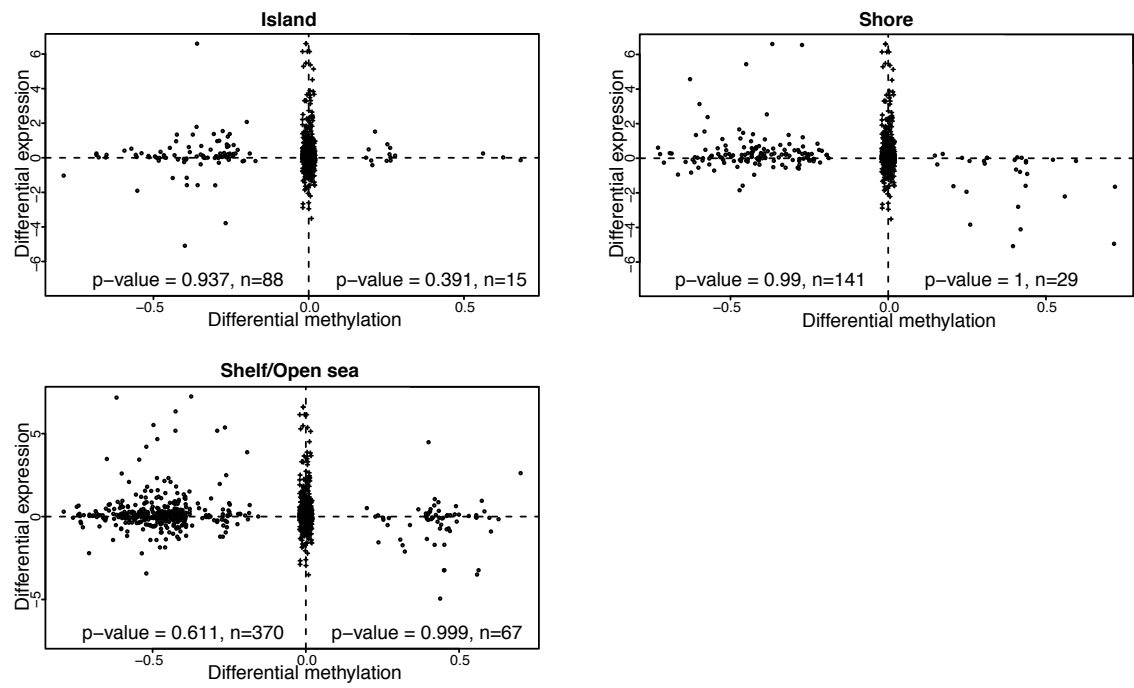 Island
Differential expression
6
4
2
0
−2
−4
−6
p−value = 0.937, n=88
p−value = 0.391, n=15
−0.5
0.0
0.5
Differential methylation
Shore
Differential expression
6
4
2
0
−2
−4
−6
p−value = 0.99, n=141
p−value = 1, n=29
−0.5
0.0
0.5
Differential methylation
Shelf/Open sea
Differential expression
5
0
−5
p−value = 0.611, n=370
p−value = 0.999, n=67
−0.5
0.0
0.5
Differential methylation